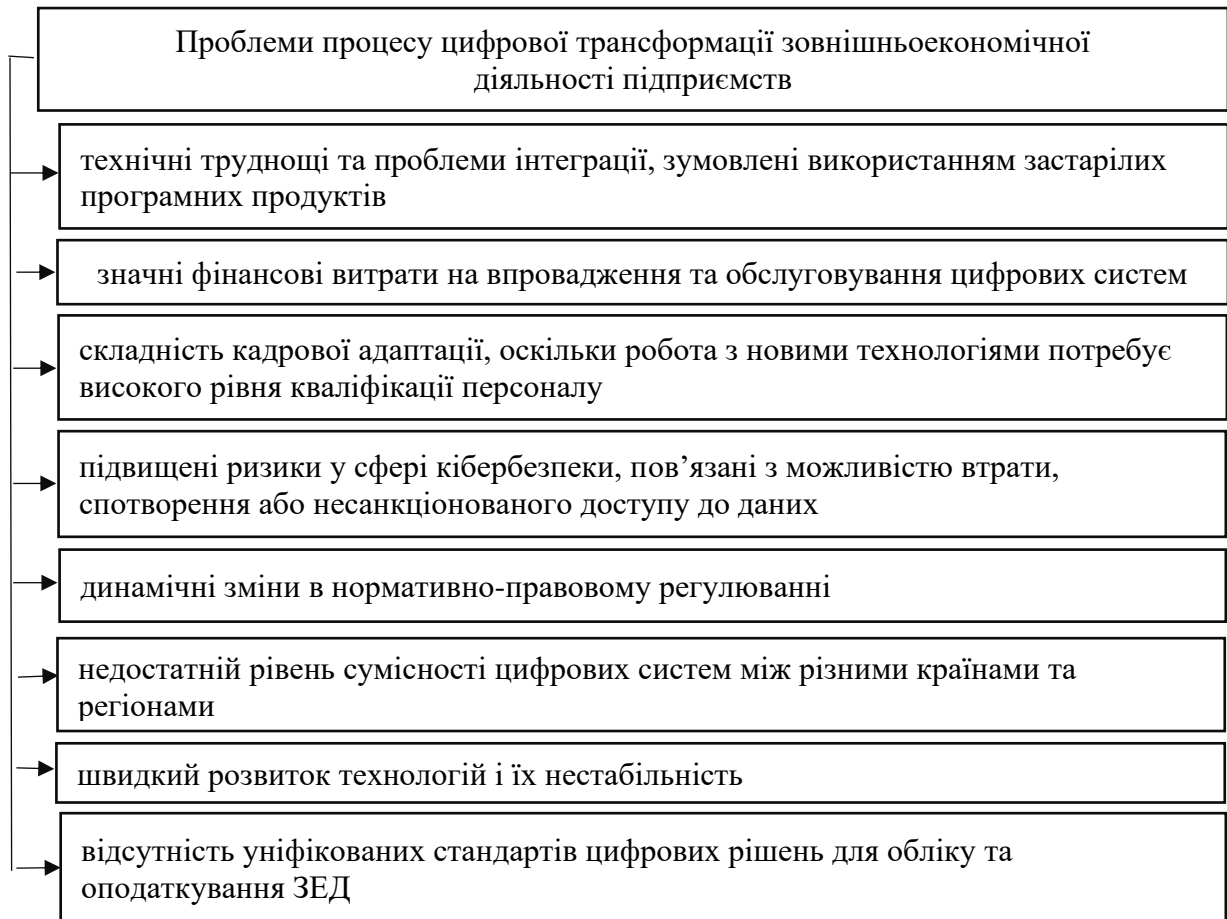 Проблеми процесу цифрової трансформації зовнішньоекономічної
діяльності підприємств
технічні труднощі та проблеми інтеграції, зумовлені використанням застарілих
програмних продуктів
значні фінансові витрати на впровадження та обслуговування цифрових систем
складність кадрової адаптації, оскільки робота з новими технологіями потребує
високого рівня кваліфікації персоналу
підвищені ризики у сфері кібербезпеки, пов’язані з можливістю втрати,
спотворення або несанкціонованого доступу до даних
динамічні зміни в нормативно-правовому регулюванні
недостатній рівень сумісності цифрових систем між різними країнами та
регіонами
швидкий розвиток технологій і їх нестабільність
відсутність уніфікованих стандартів цифрових рішень для обліку та
оподаткування ЗЕД